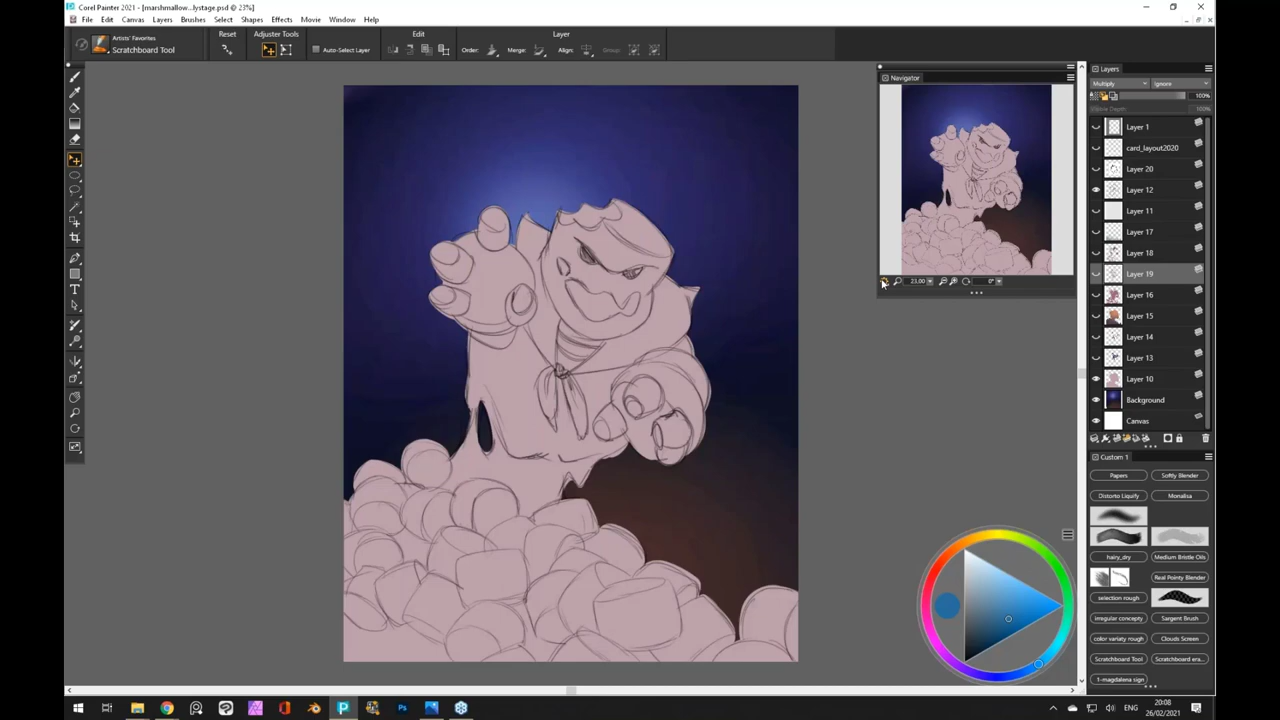 Corel Painter 2021 - [marshmallow...lystage.psd @ 23%]
File Edit Canvas Layers Brushes Select Shapes Effects Movie Window Help
Artists' Favorites
Scratchboard Tool
Reset
Adjuster Tools
Auto-Select Layer
Edit
Layer
Order:
Merge:
Align:
Group:
Navigator
23,00
0°
Layers
Multiply
Ignore
100%
100%
Layer 1
card_layout2020
Layer 20
Layer 12
Layer 11
Layer 17
Layer 18
Layer 19
Layer 16
Layer 15
Layer 14
Layer 13
Layer 10
Background
Canvas
Custom 1
Papers Softly Blender
Distorto Liquify Monalisa
hairy_dry Medium Bristle Oils
Real Pointy Blender
selection rough
irregular concepty Sargent Brush
color variaty rough Clouds Screen
Scratchboard Tool Scratchboard era...
1-magdalena sign
ENG
20:08
26/02/2021